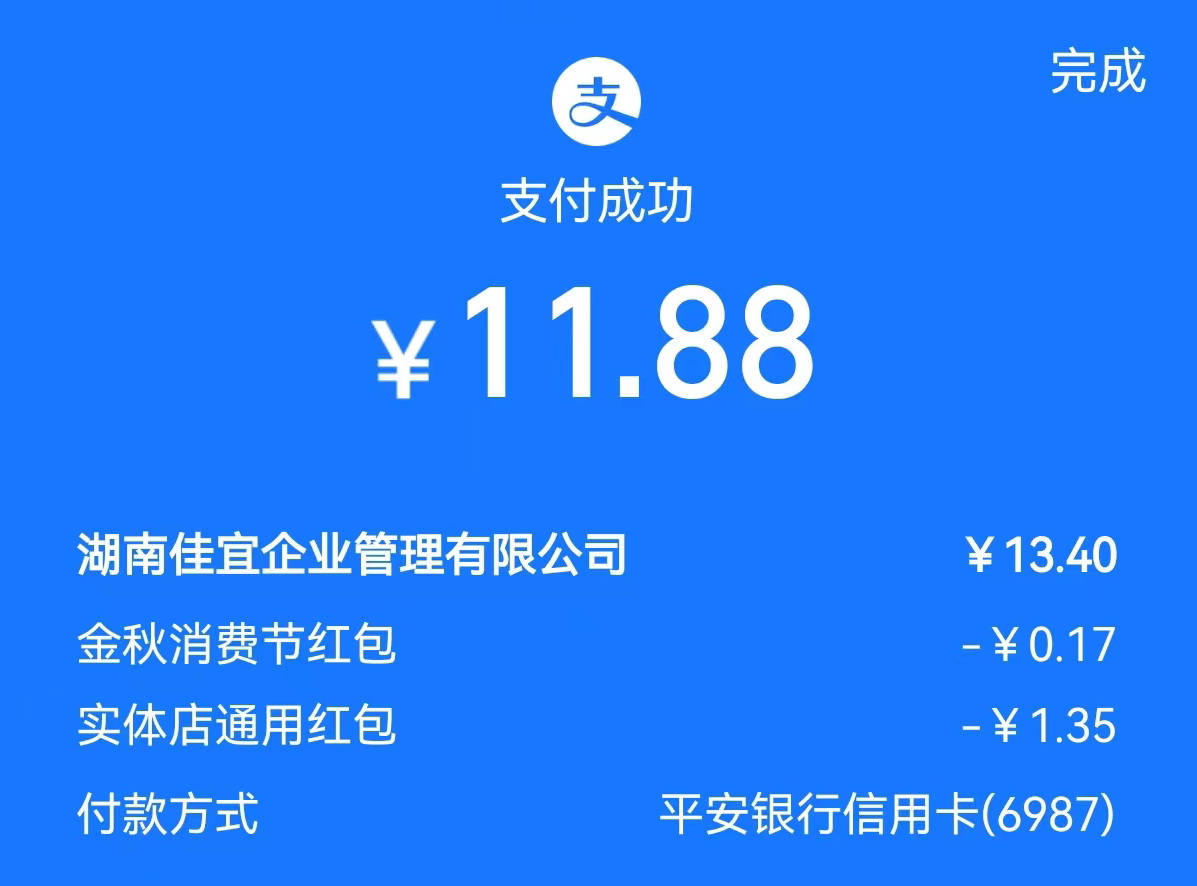 完成
支
支付成功
¥11.88
湖南佳宜企业管理有限公司 ¥13.40
金秋消费节红包 -¥0.17
实体店通用红包 -¥1.35
付款方式 平安银行信用卡(6987)